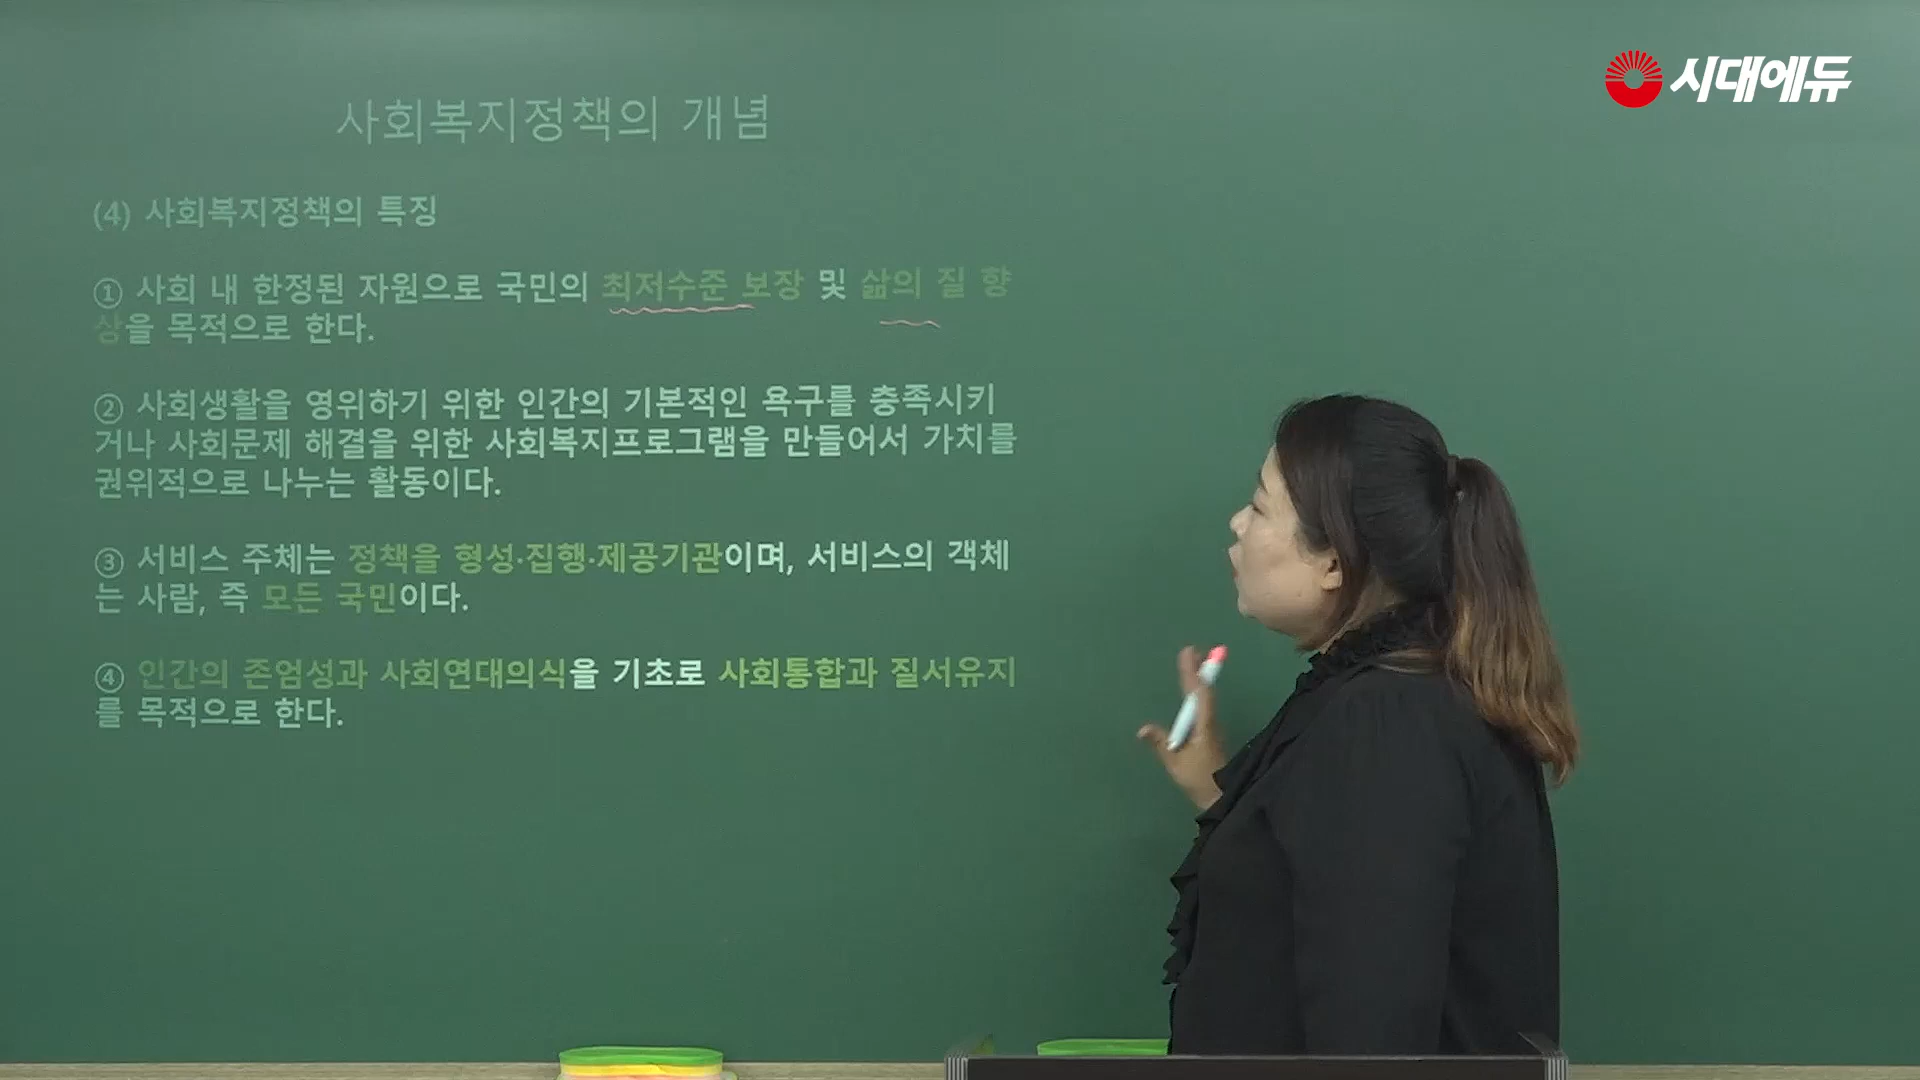 시대에듀
사회복지정책의 개념
(4) 사회복지정책의 특징
① 사회 내 한정된 자원으로 국민의 최저수준 보장 및 삶의 질 향
상을 목적으로 한다.
② 사회생활을 영위하기 위한 인간의 기본적인 욕구를 충족시키
거나 사회문제 해결을 위한 사회복지프로그램을 만들어서 가치를
권위적으로 나누는 활동이다.
③ 서비스 주체는 정책을 형성·집행·제공기관이며, 서비스의 객체
는 사람, 즉 모든 국민이다.
④ 인간의 존엄성과 사회연대의식을 기초로 사회통합과 질서유지
를 목적으로 한다.